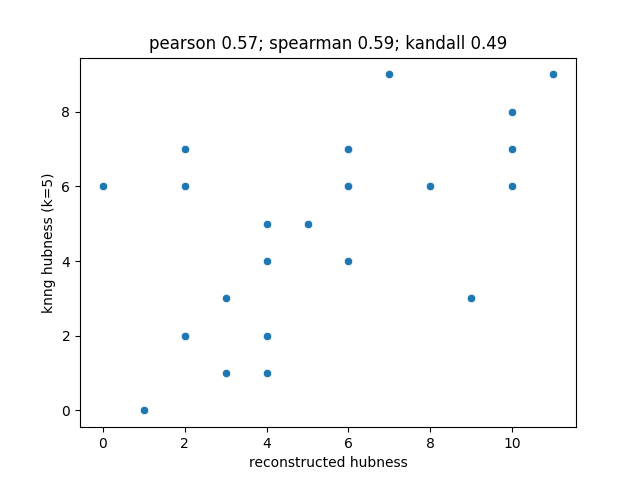 pearson 0.57; spearman 0.59; kandall 0.49
8
6
4
2
0
knng hubness (k=5)
0 2 4 6 8 10
reconstructed hubness